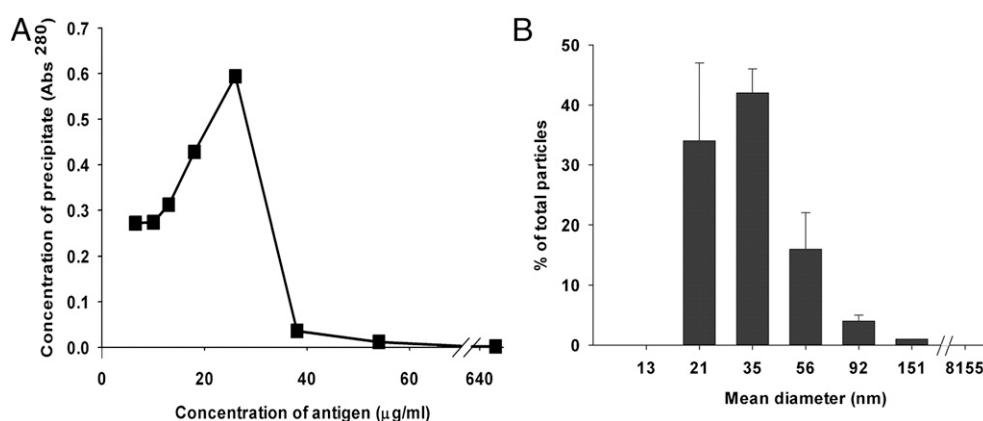 A
Concentration of precipitate (Abs 280)
0.7
0.6
0.5
0.4
0.3
0.2
0.1
0.0
0 20 40 60 640
Concentration of antigen (μg/ml)
B
% of total particles
50
40
30
20
10
0
13 21 35 56 92 151 8155
Mean diameter (nm)